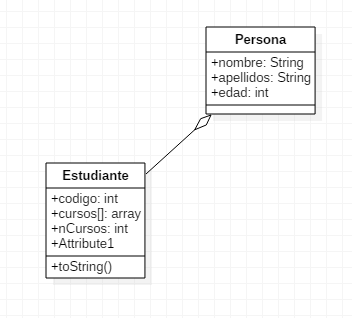 Persona
+nombre: String
+apellidos: String
+edad: int
Estudiante
+codigo: int
+cursos[]: array
+nCursos: int
+Attribute1
+toString()